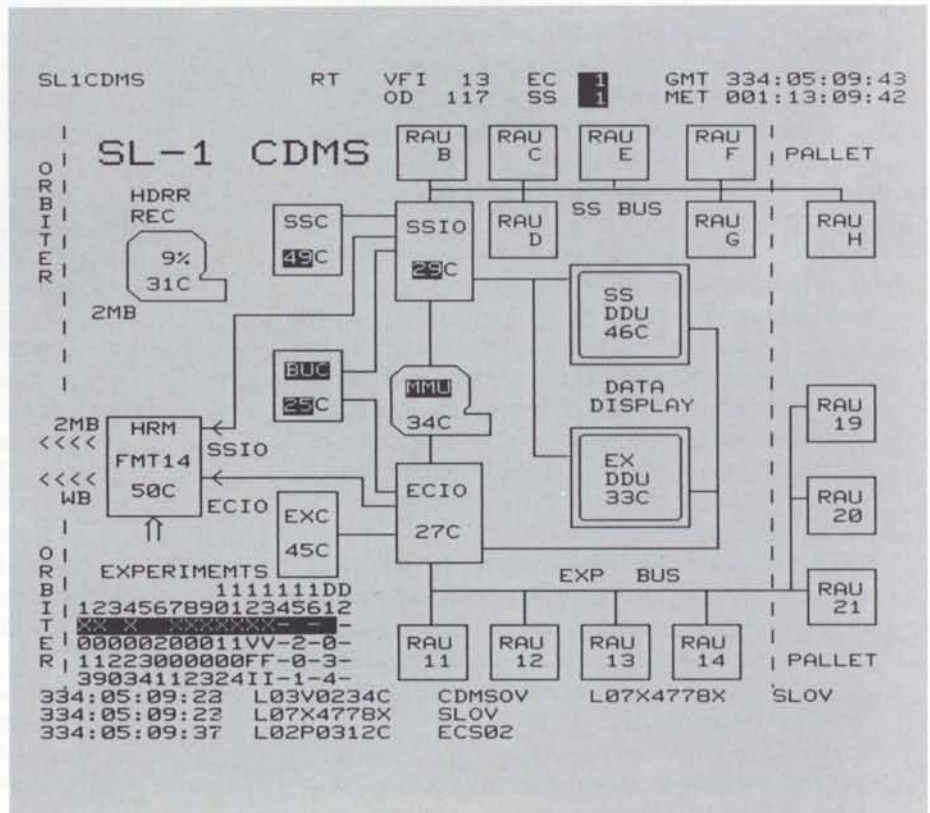 SL1CDMS RT VFI 13 EC 1 GMT 334:05:09:43
OD 117 SS 1 MET 001:13:09:42
SL-1 CDMS
ORBITER
HDRR
REC
9%
31C
2MB
SSC
49C
SSIO
29C
RAU
B
RAU
C
RAU
E
RAU
F
PALLET
SS BUS
RAU
D
RAU
G
RAU
H
SS
DDU
46C
BUC
25C
MMU
34C
DATA
DISPLAY
EX
DDU
33C
RAU
19
RAU
20
RAU
21
2MB
<<<<
<<<<
WB
HRM
FMT14
50C
SSIO
ECIO
EXC
45C
ECIO
27C
EXP BUS
ORBITER
EXPERIMEMTS
1111111DD
123456789012345612
XX X XXXXXXXX- - -
00000200011VV-2-0-
11223000000FF-0-3-
39034112324II-1-4-
RAU
11
RAU
12
RAU
13
RAU
14
PALLET
334:05:09:23 L03V0234C CDMSOV L07X4778X SLOV
334:05:09:23 L07X4778X SLOV
334:05:09:37 L02P0312C ECS02